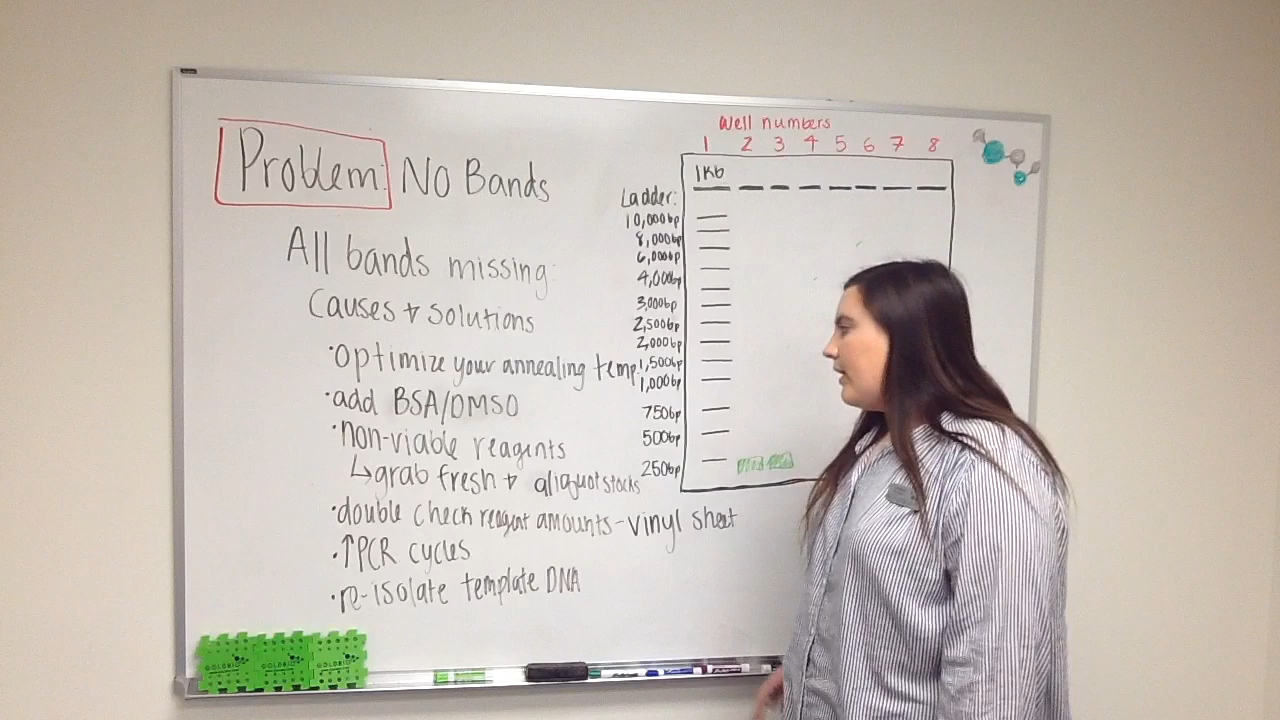 Problem: No Bands
All bands missing:
Causes + Solutions
·Optimize your annealing temp.
·add BSA/DMSO
·non-viable reagents
↳grab fresh + aliquot stocks
·double check reagent amounts-vinyl sheet
·↑PCR cycles
·re-isolate template DNA
Well numbers
1 2 3 4 5 6 7 8
1Kb
Ladder:
10,000bp
8,000bp
6,000bp
4,000bp
3,000bp
2,500bp
2,000bp
1,500bp
1,000bp
750bp
500bp
250bp
GOLDBIO GOLDBIO GOLDBIO